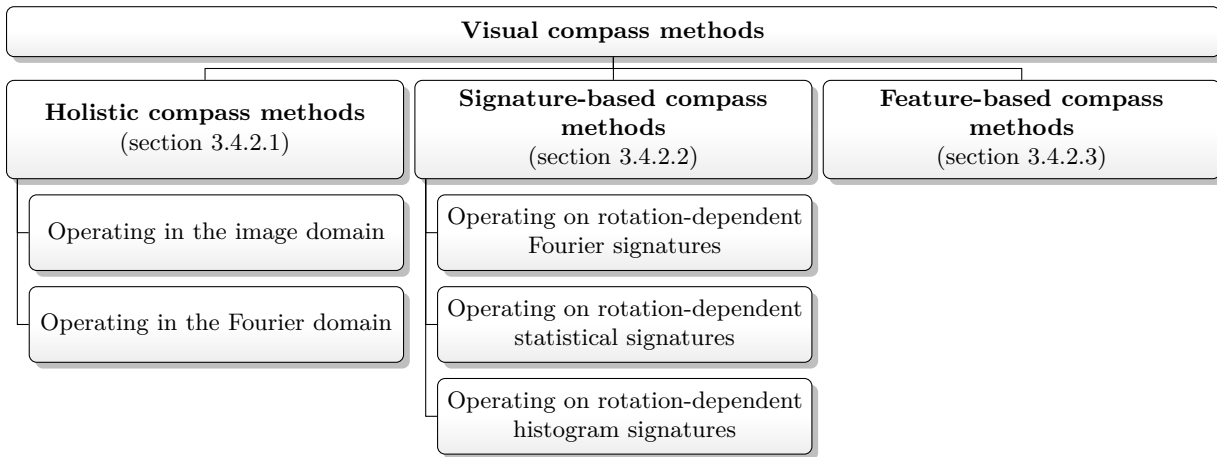 Visual compass methods
Holistic compass methods
(section 3.4.2.1)
Operating in the image domain
Operating in the Fourier domain
Signature-based compass
methods
(section 3.4.2.2)
Operating on rotation-dependent
Fourier signatures
Operating on rotation-dependent
statistical signatures
Operating on rotation-dependent
histogram signatures
Feature-based compass
methods
(section 3.4.2.3)